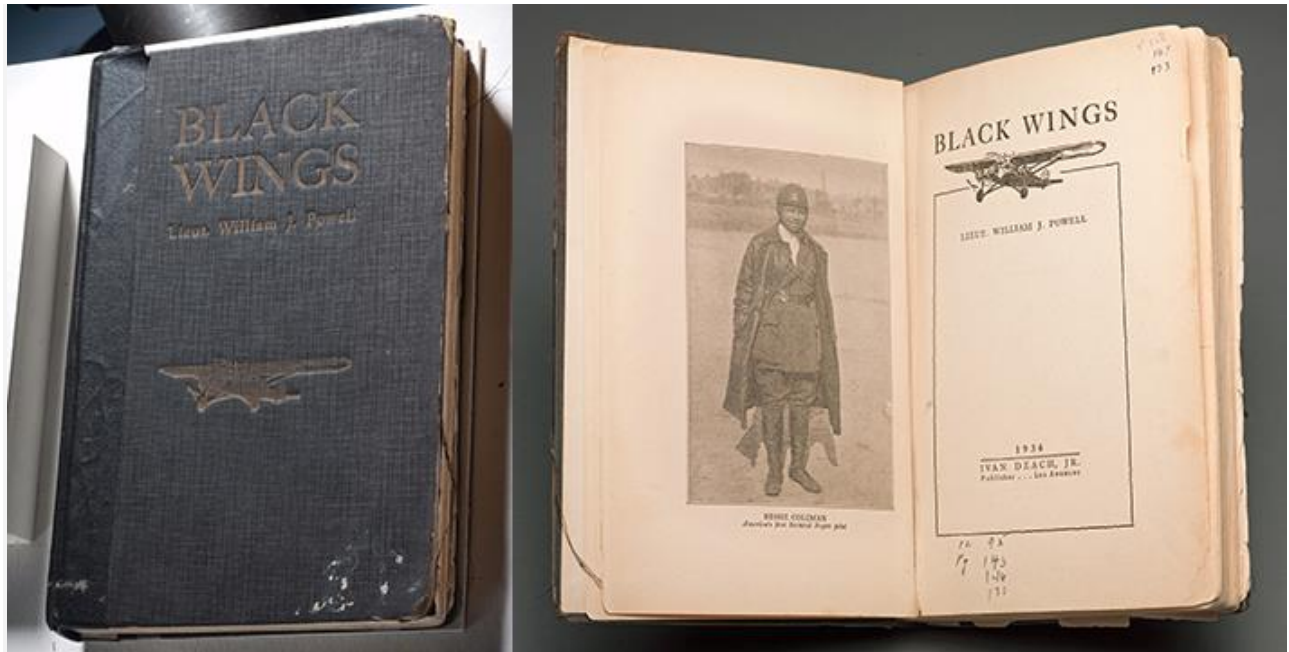 BLACK
WINGS
Lieut. William J. Powell
BESSIE COLEMAN
America's first licensed Negro pilot
BLACK WINGS
LIEUT. WILLIAM J. POWELL
1934
IVAN DEACH, JR.
Publisher . . . Los Angeles
143